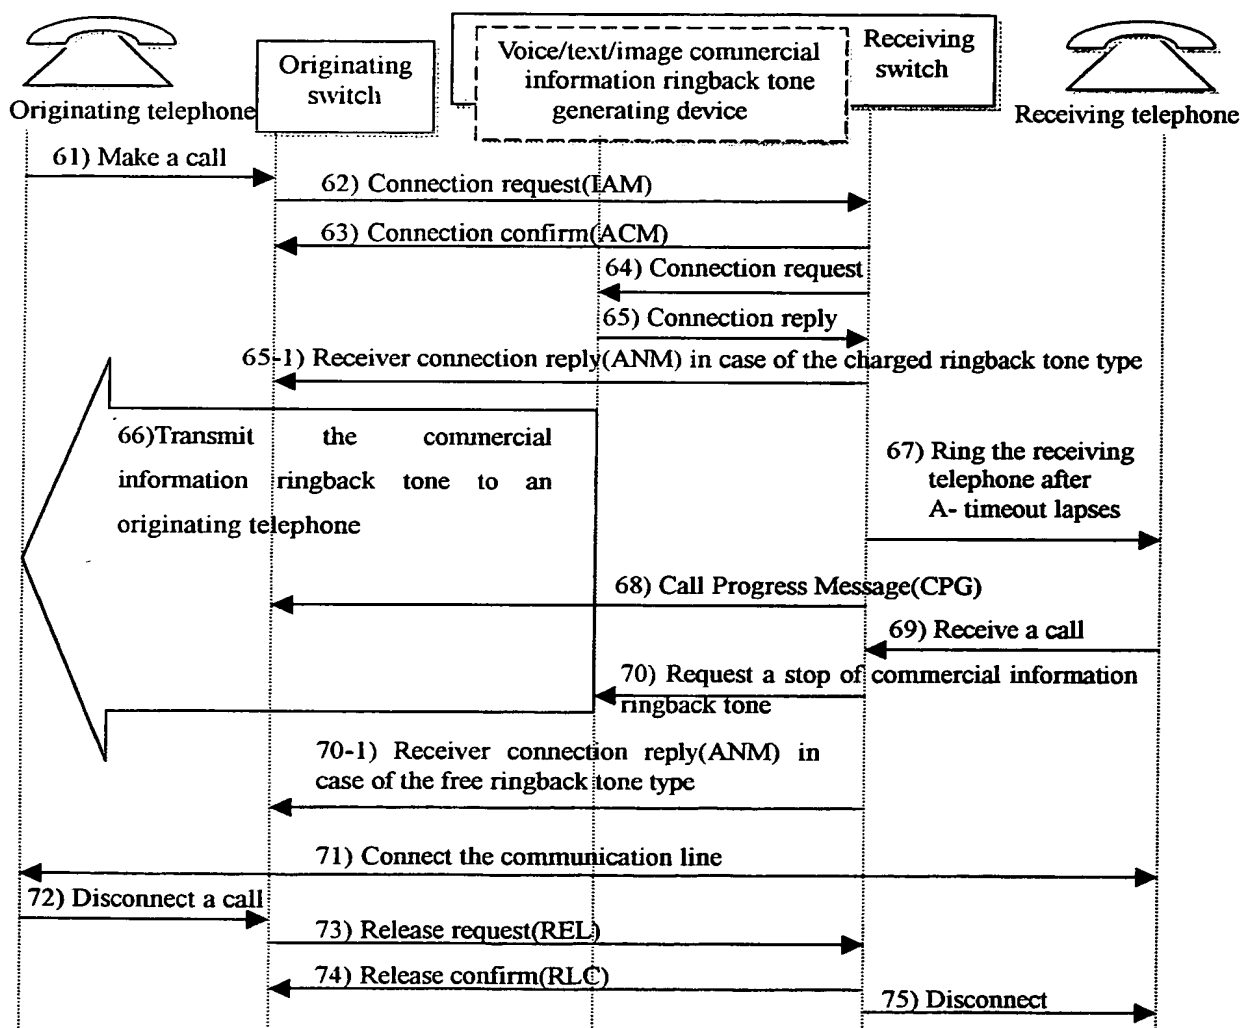 Originating telephone
Originating
switch
Voice/text/image commercial
information ringback tone
generating device
Receiving
switch
Receiving telephone
61) Make a call
62) Connection request(IAM)
63) Connection confirm(ACM)
64) Connection request
65) Connection reply
65-1) Receiver connection reply(ANM) in case of the charged ringback tone type
66)Transmit the commercial
information ringback tone to an
originating telephone
67) Ring the receiving
telephone after
A- timeout lapses
68) Call Progress Message(CPG)
69) Receive a call
70) Request a stop of commercial information
ringback tone
70-1) Receiver connection reply(ANM) in
case of the free ringback tone type
71) Connect the communication line
72) Disconnect a call
73) Release request(REL)
74) Release confirm(RLC)
75) Disconnect